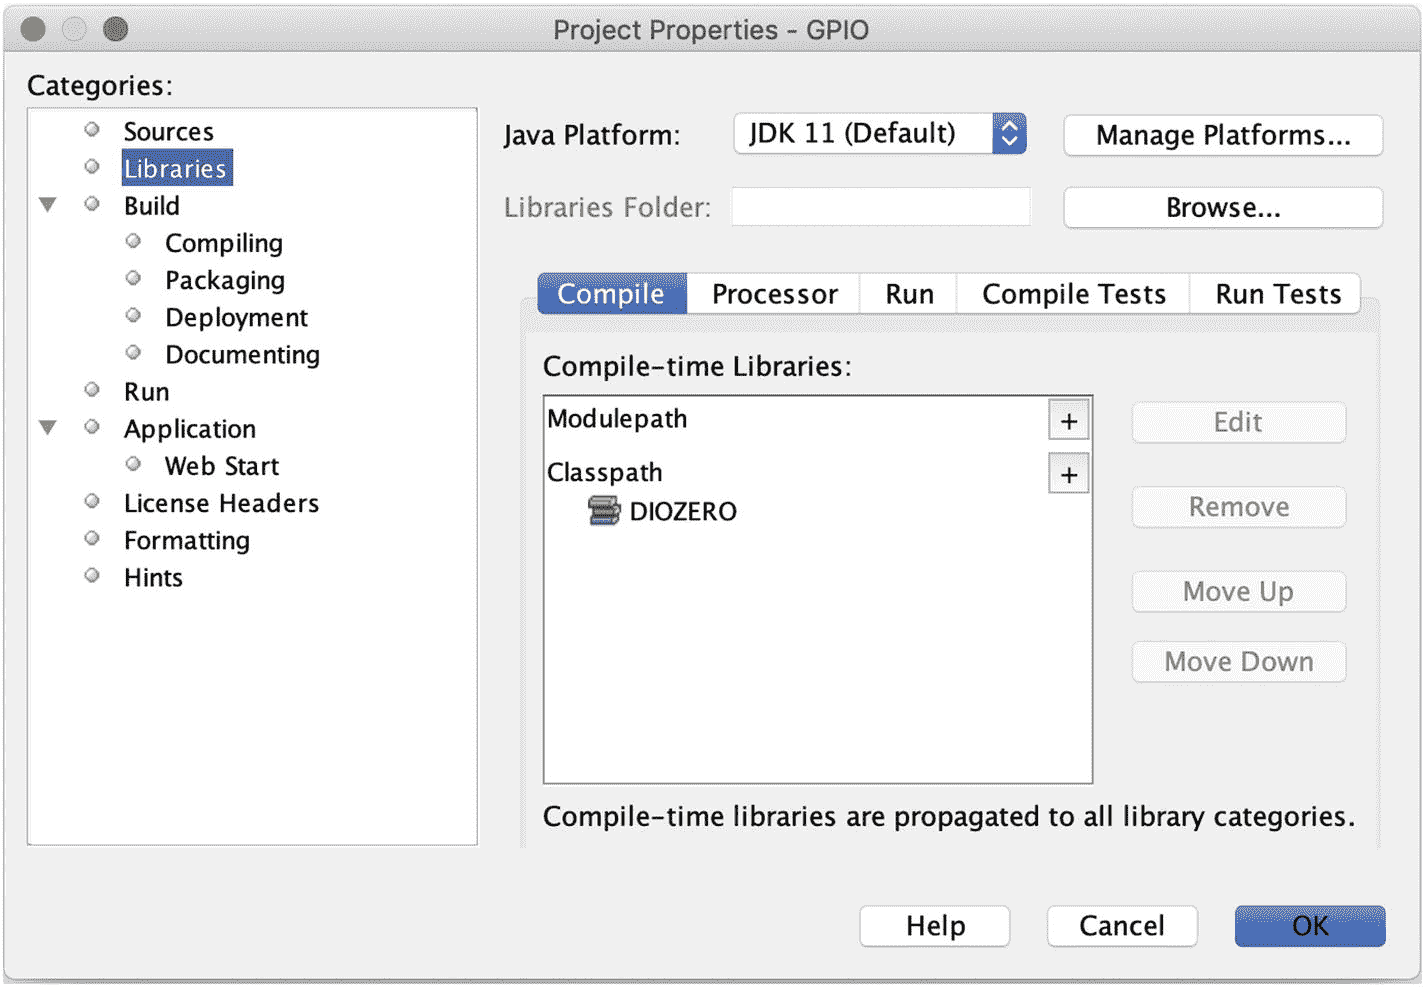 Project Properties - GPIO
Categories:
Sources
Libraries
Build
Compiling
Packaging
Deployment
Documenting
Run
Application
Web Start
License Headers
Formatting
Hints
Java Platform: JDK 11 (Default) Manage Platforms...
Libraries Folder: Browse...
Compile Processor Run Compile Tests Run Tests
Compile-time Libraries:
Modulepath +
Classpath +
DIOZERO
Edit
Remove
Move Up
Move Down
Compile-time libraries are propagated to all library categories.
Help Cancel OK